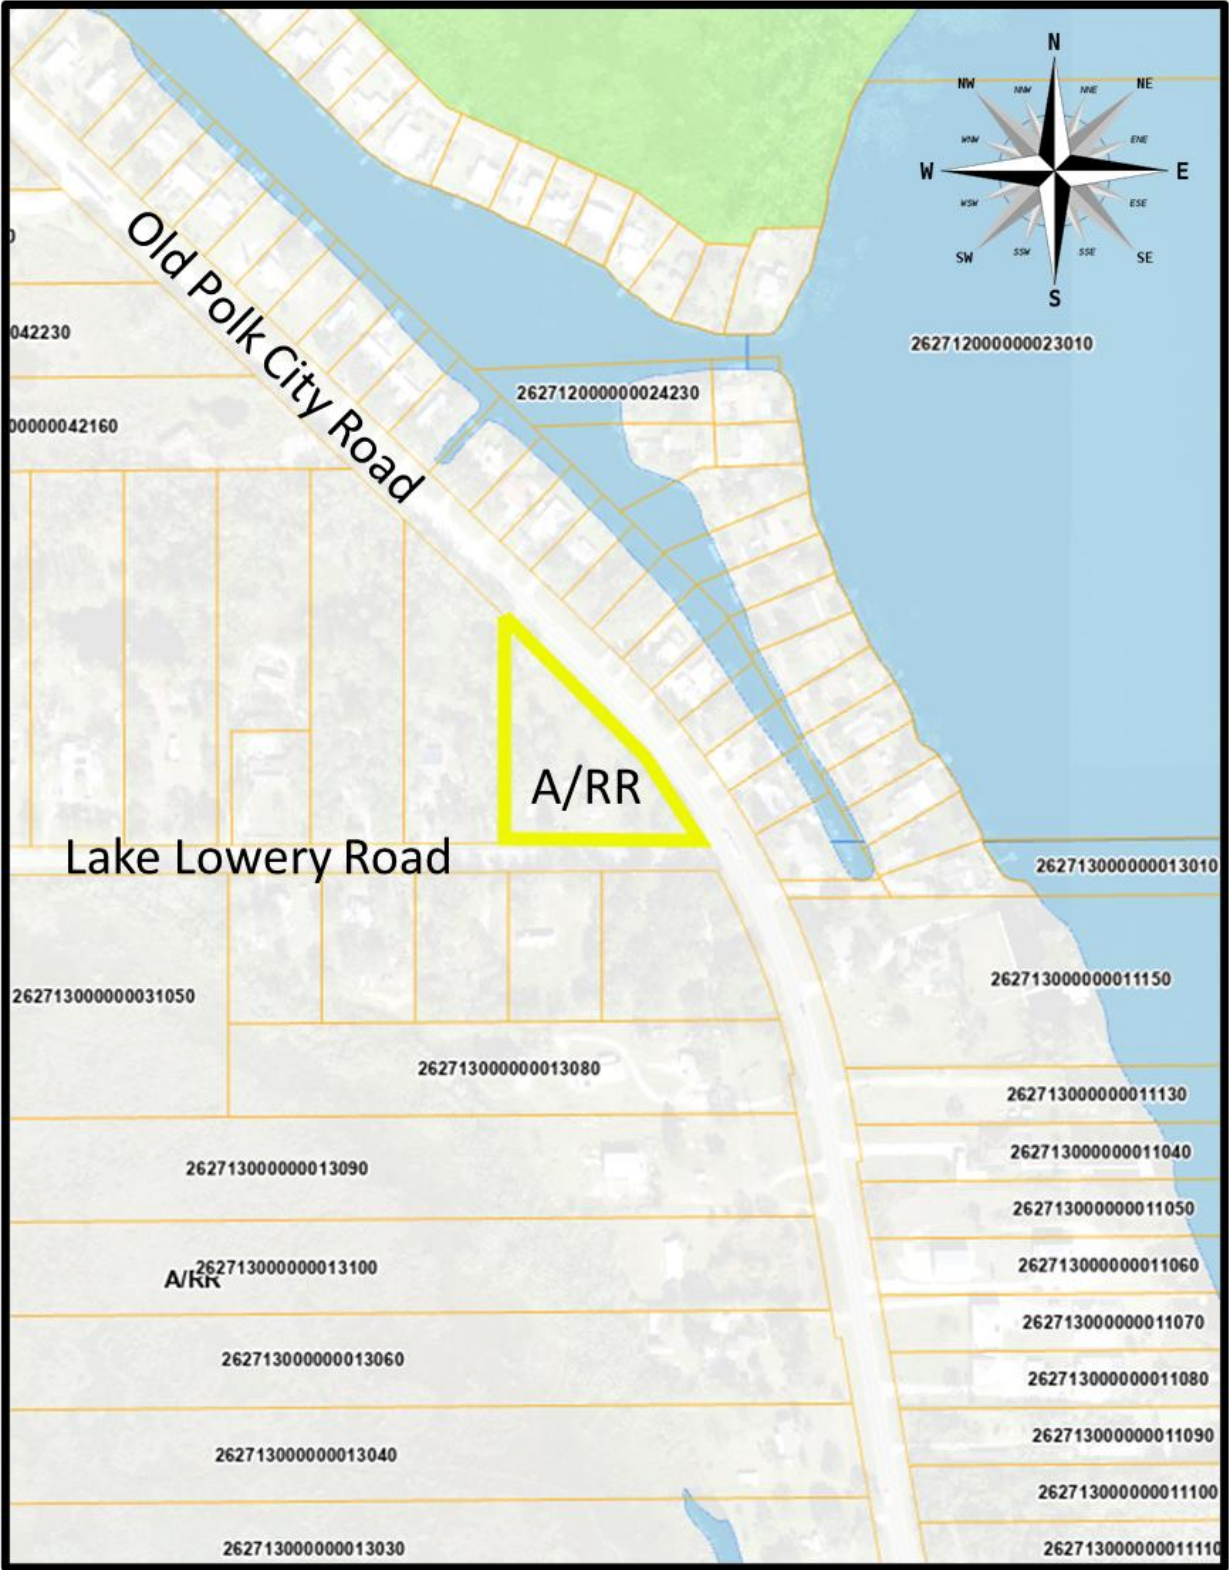 N
NW
NNW
NNE
NE
WNW
ENE
W
E
WSW
ESE
SW
SSW
SSE
SE
S
Old Polk City Road
042230
00000042160
262712000000023010
262712000000024230
A/RR
Lake Lowery Road
262713000000013010
262713000000011150
262713000000031050
262713000000013080
262713000000011130
262713000000011040
262713000000013090
262713000000011050
262713000000011060
262713000000013100
A/RR
262713000000011070
262713000000013060
262713000000011080
262713000000011090
262713000000013040
262713000000011100
262713000000013030
262713000000011110